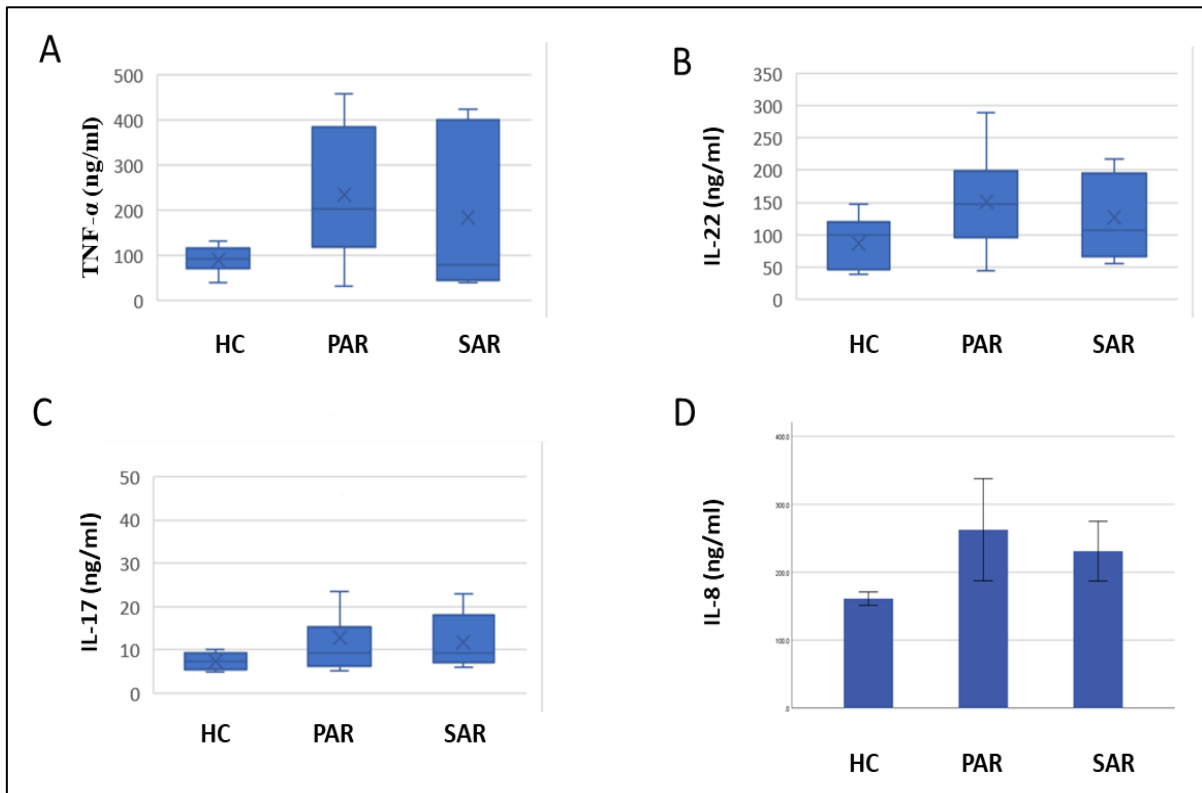 A
TNF-α (ng/ml)
500
400
300
200
100
0
HC PAR SAR
B
IL-22 (ng/ml)
350
300
250
200
150
100
50
0
HC PAR SAR
C
IL-17 (ng/ml)
50
40
30
20
10
0
HC PAR SAR
D
IL-8 (ng/ml)
400.0
300.0
200.0
100.0
.0
HC PAR SAR